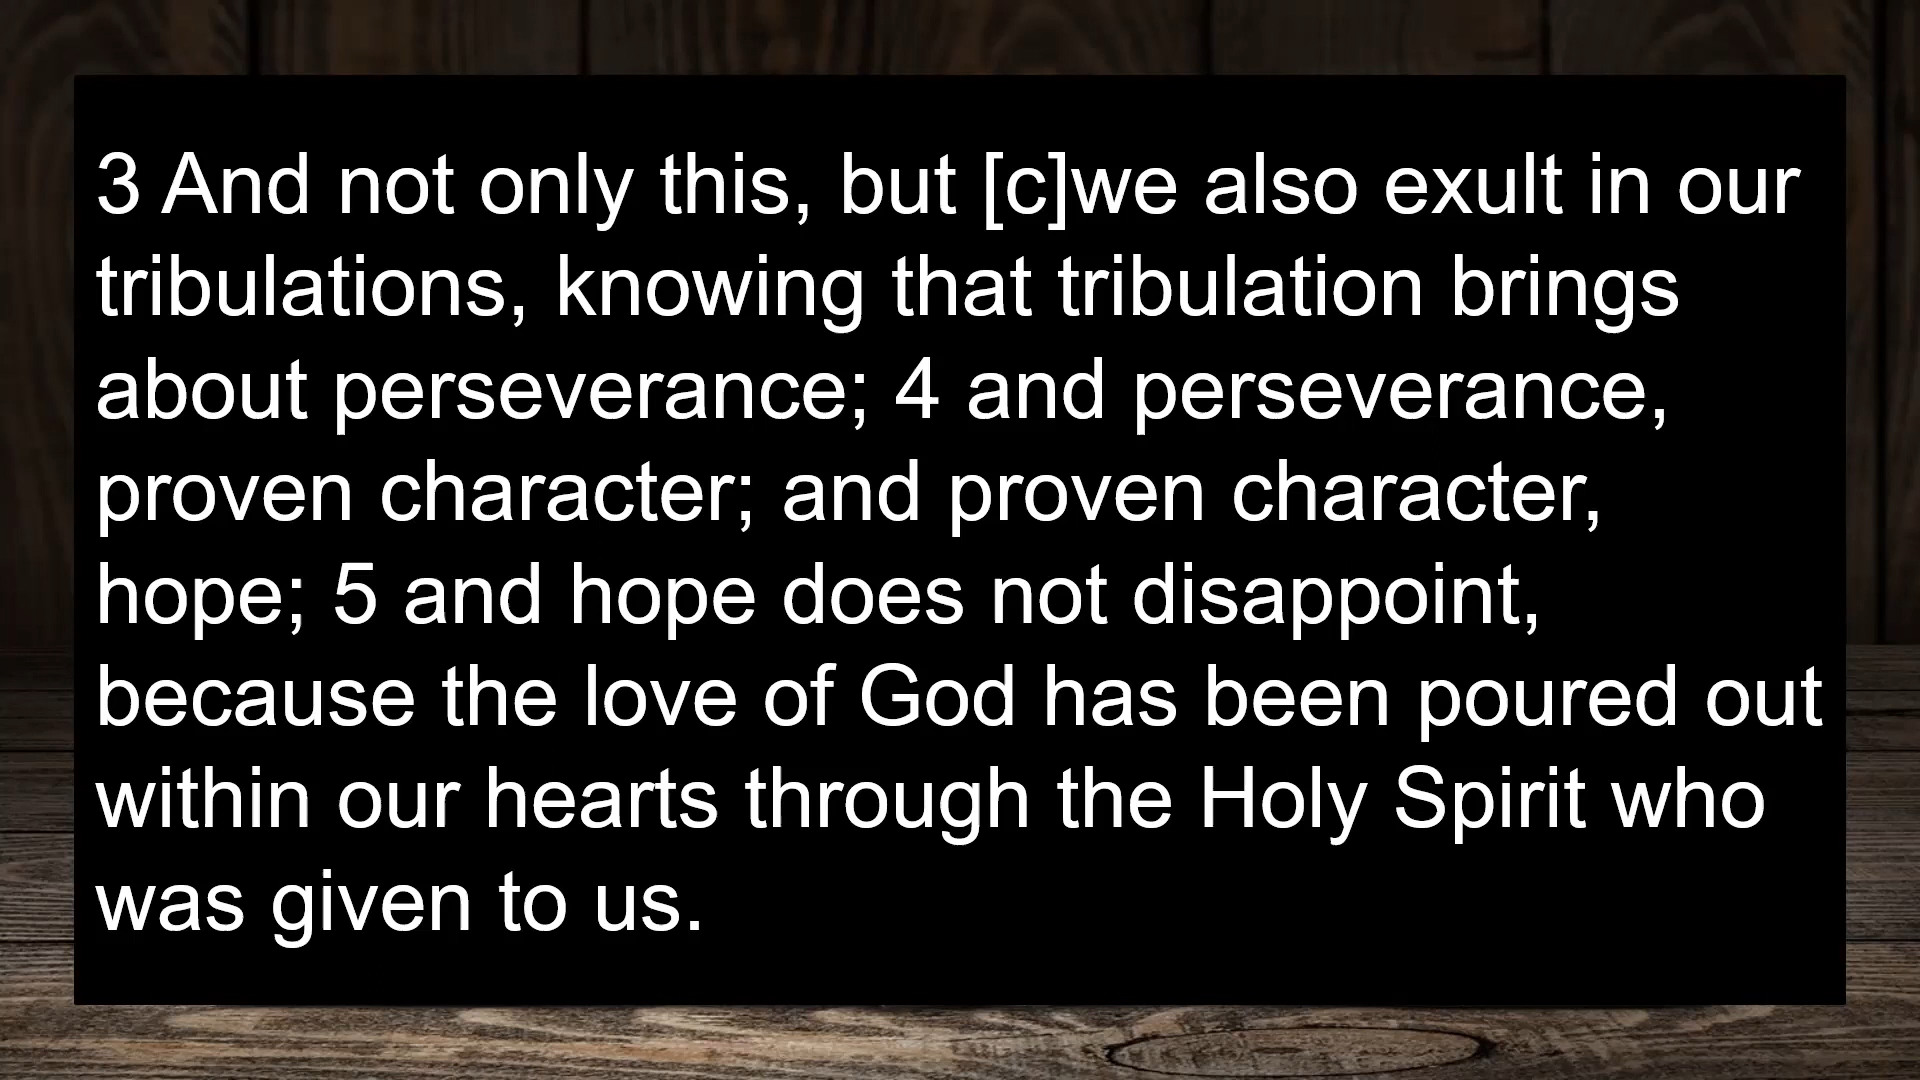 3 And not only this, but [c]we also exult in our
tribulations, knowing that tribulation brings
about perseverance; 4 and perseverance,
proven character; and proven character,
hope; 5 and hope does not disappoint,
because the love of God has been poured out
within our hearts through the Holy Spirit who
was given to us.